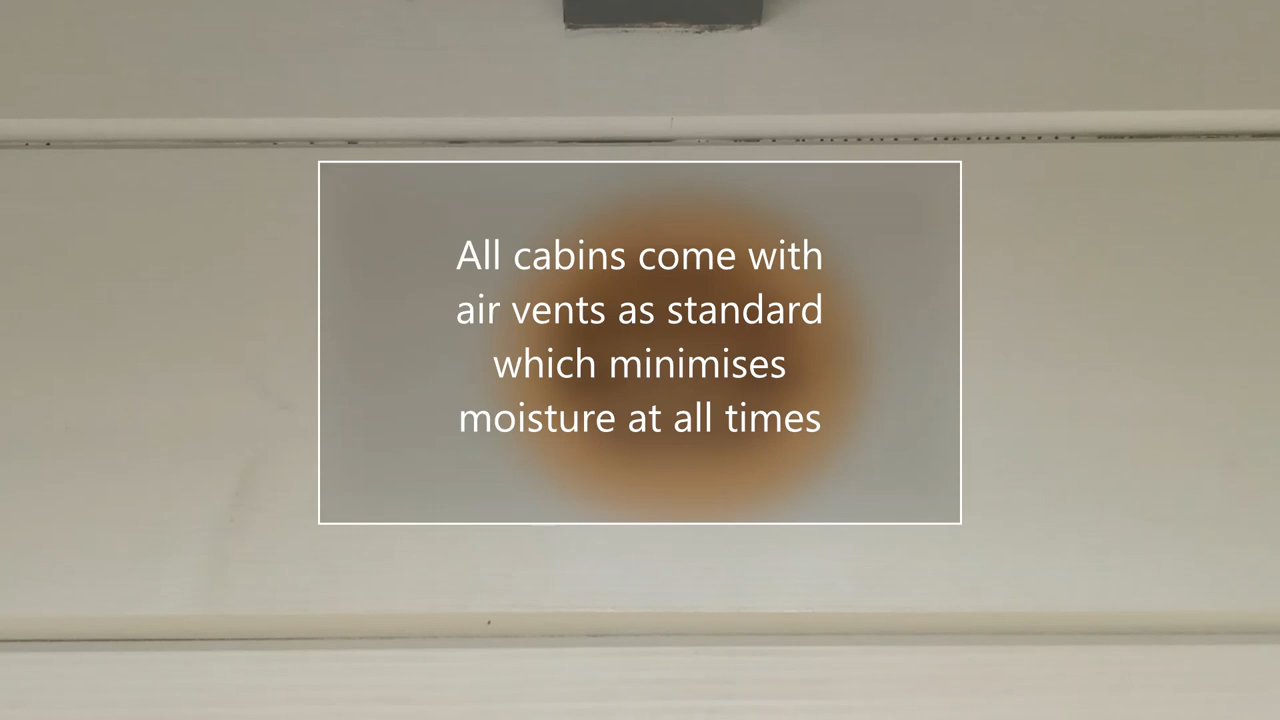 All cabins come with
air vents as standard
which minimises
moisture at all times